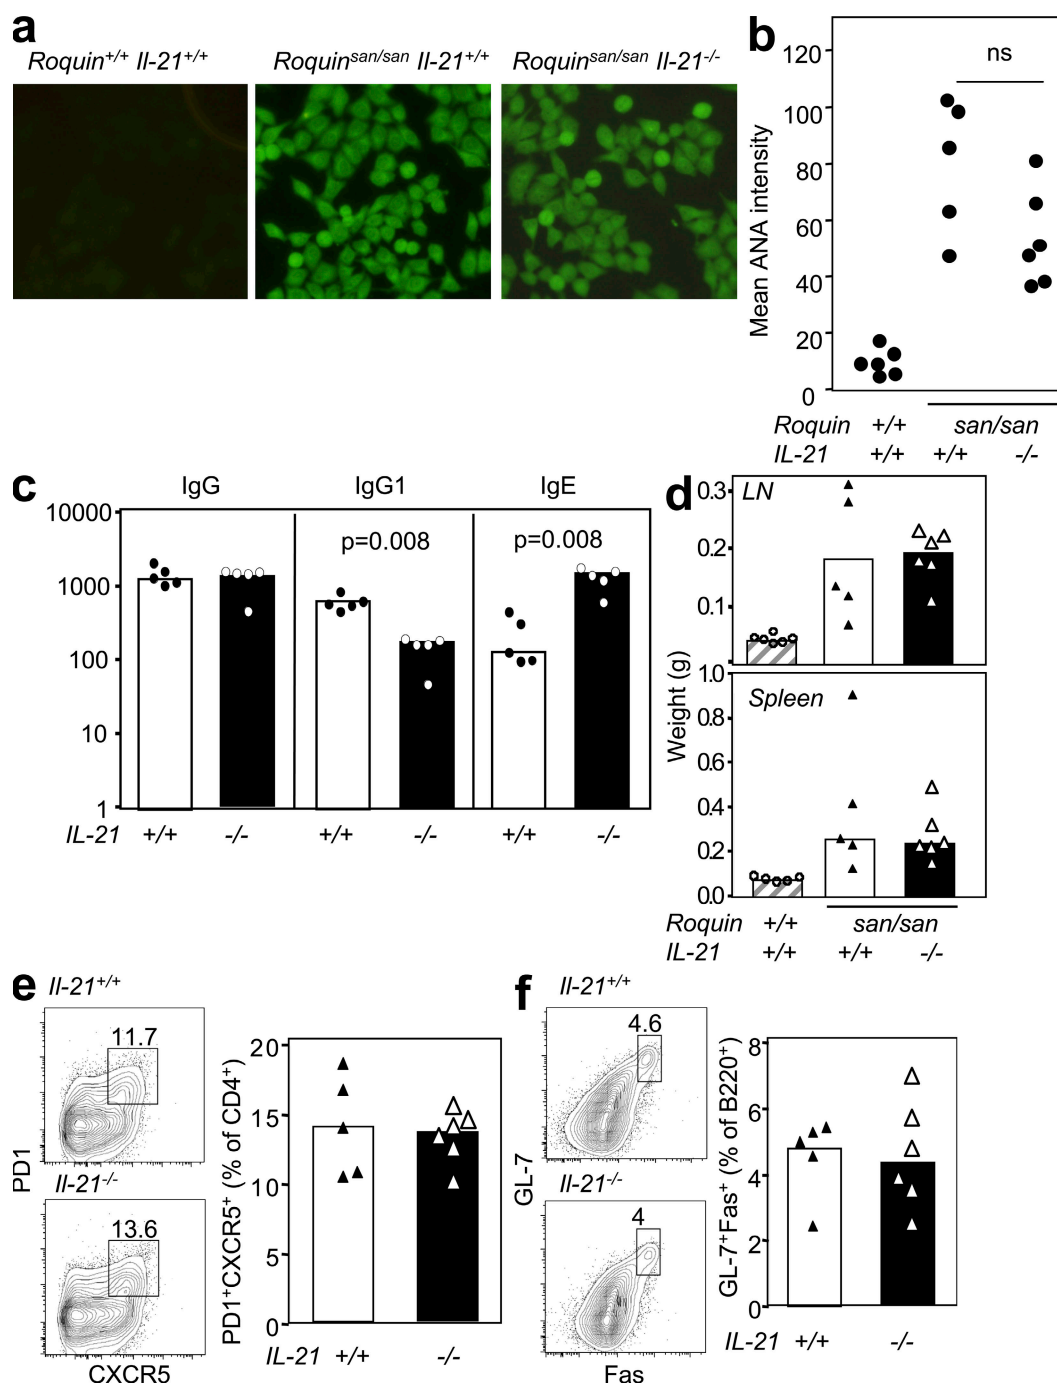 a
Roquin+/+ Il-21+/+
Roquinsan/san Il-21+/+
Roquinsan/san Il-21-/-
b
Mean ANA intensity
120
100
80
60
40
20
0
ns
Roquin +/+ san/san
IL-21 +/+ +/+ -/-
c
IgG IgG1 IgE
10000
1000
100
10
1
p=0.008 p=0.008
IL-21 +/+ -/- +/+ -/- +/+ -/-
d
Weight (g)
LN
0.3
0.2
0.1
Spleen
1.0
0.8
0.6
0.4
0.2
0.0
Roquin +/+ san/san
IL-21 +/+ +/+ -/-
e
Il-21+/+
11.7
PD1
Il-21-/-
13.6
CXCR5
PD1+CXCR5+ (% of CD4+)
20
15
10
5
0
IL-21 +/+ -/-
f
Il-21+/+
4.6
GL-7
Il-21-/-
4
Fas
GL-7+Fas+ (% of B220+)
8
6
4
2
0
IL-21 +/+ -/-